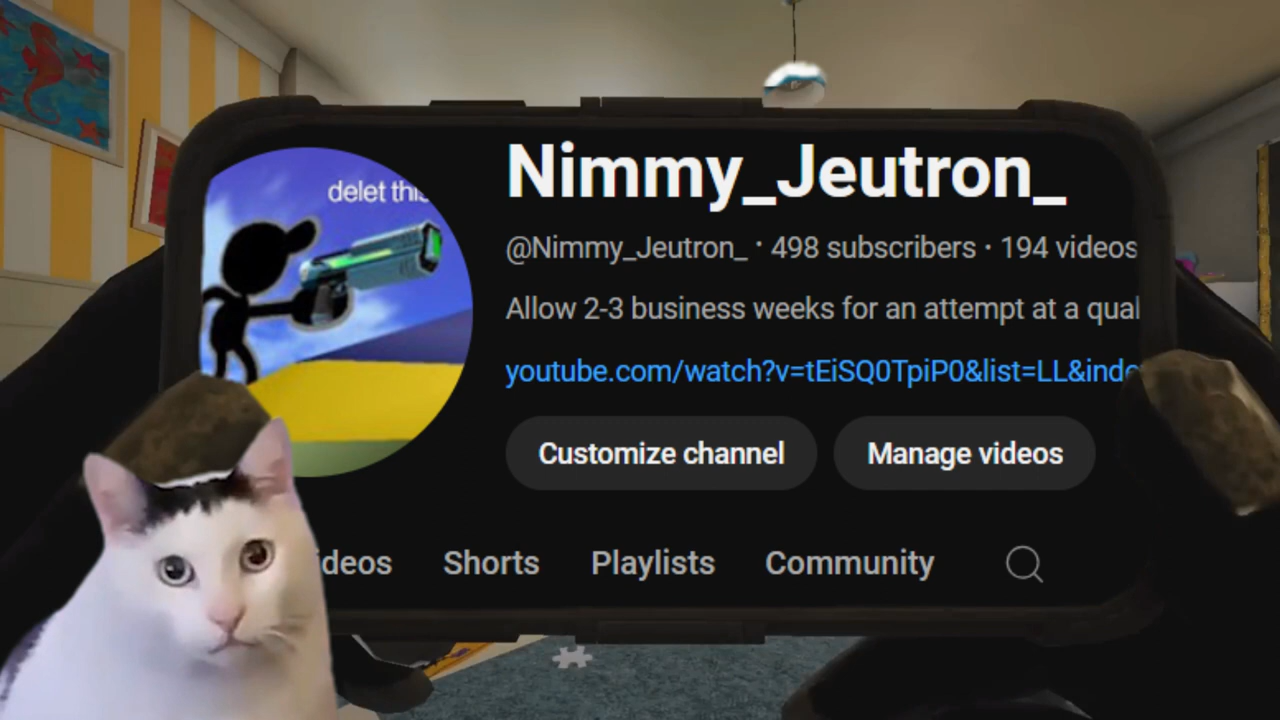 delet this
Nimmy_Jeutron_
@Nimmy_Jeutron_ · 498 subscribers · 194 videos
Allow 2-3 business weeks for an attempt at a qual
youtube.com/watch?v=tEiSQ0TpiP0&list=LL&inde
Customize channel
Manage videos
ideos
Shorts
Playlists
Community